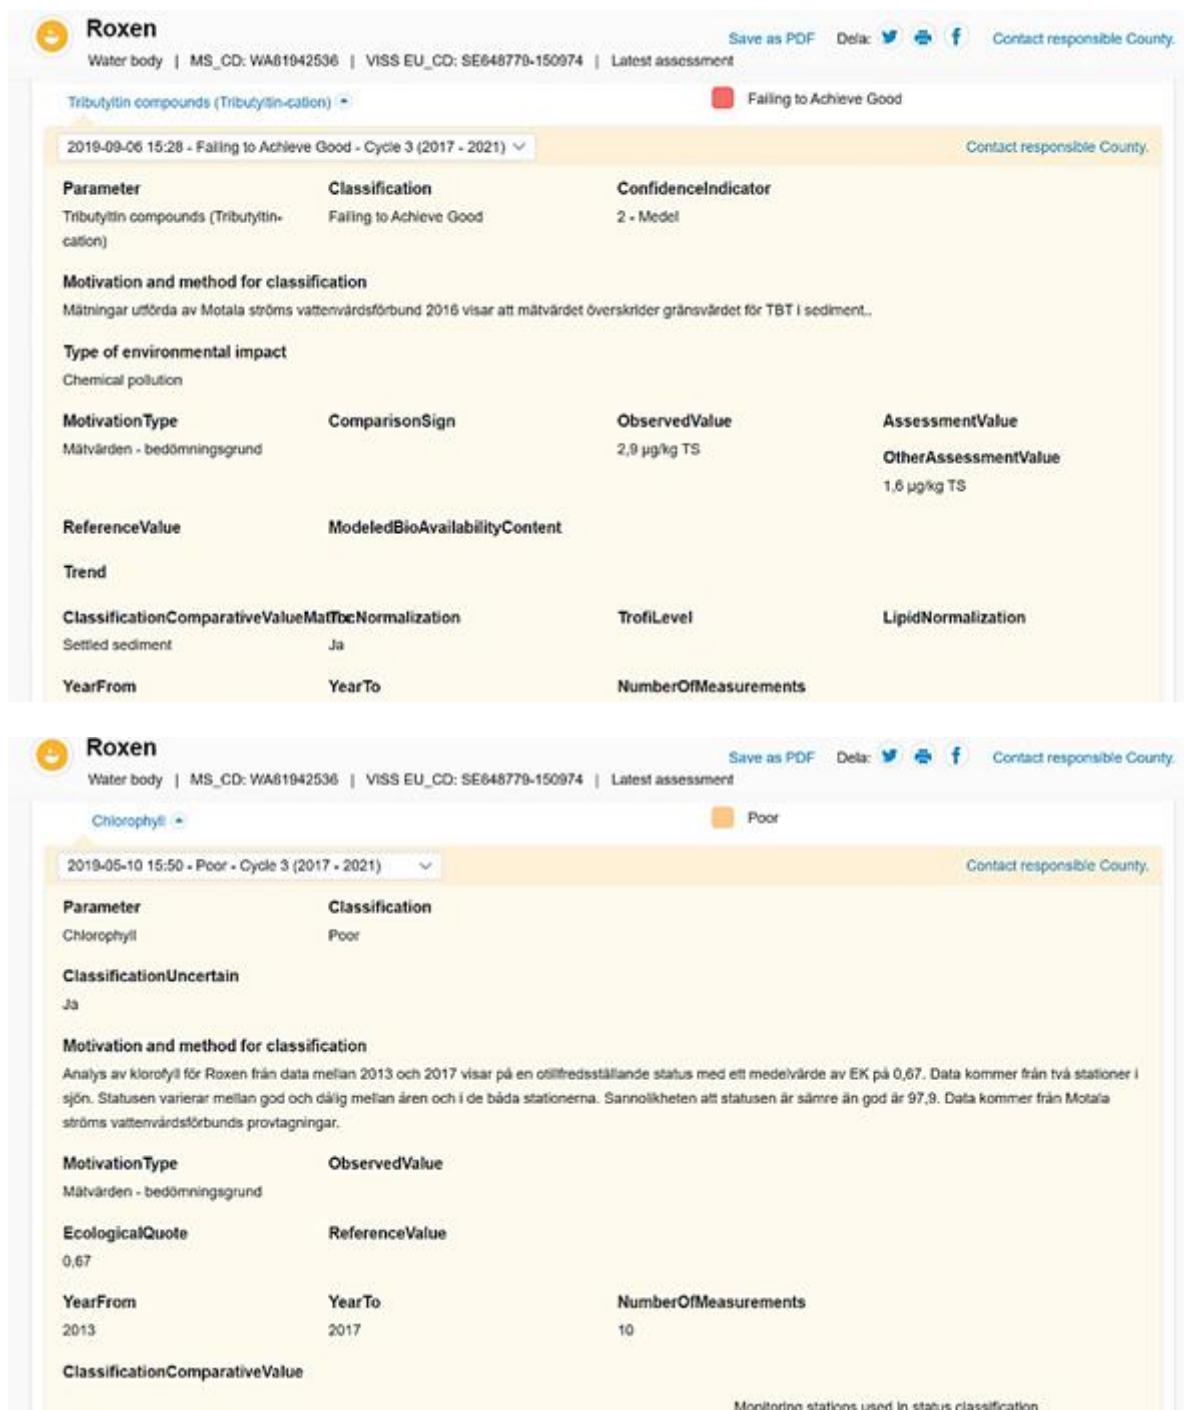 Roxen
Save as PDF Dela: Contact responsible County.
Water body | MS_CD: WA61942536 | VISS EU_CD: SE648779-150974 | Latest assessment
Tributyltin compounds (Tributyltin-cation) Failing to Achieve Good
2019-09-06 15:28 - Failing to Achieve Good - Cycle 3 (2017 - 2021) Contact responsible County.
Parameter Classification ConfidenceIndicator
Tributyltin compounds (Tributyltin- Failing to Achieve Good 2 - Medel
cation)
Motivation and method for classification
Mätningar utförda av Motala ströms vattenvårdsförbund 2016 visar att mätvärdet överskrider gränsvärdet för TBT i sediment..
Type of environmental impact
Chemical pollution
MotivationType ComparisonSign ObservedValue AssessmentValue
Mätvärden - bedömningsgrund 2,9 µg/kg TS
OtherAssessmentValue
1,6 µg/kg TS
ReferenceValue ModeledBioAvailabilityContent
Trend
ClassificationComparativeValueMatrix TocNormalization TrofiLevel LipidNormalization
Settled sediment Ja
YearFrom YearTo NumberOfMeasurements
Roxen
Save as PDF Dela: Contact responsible County.
Water body | MS_CD: WA61942536 | VISS EU_CD: SE648779-150974 | Latest assessment
Chlorophyll Poor
2019-05-10 15:50 - Poor - Cycle 3 (2017 - 2021) Contact responsible County.
Parameter Classification
Chlorophyll Poor
ClassificationUncertain
Ja
Motivation and method for classification
Analys av klorofyll för Roxen från data mellan 2013 och 2017 visar på en otillfredsställande status med ett medelvärde av EK på 0,67. Data kommer från två stationer i
sjön. Statusen varierar mellan god och dålig mellan åren och i de båda stationerna. Sannolikheten att statusen är sämre än god är 97,9. Data kommer från Motala
ströms vattenvårdsförbunds provtagningar.
MotivationType ObservedValue
Mätvärden - bedömningsgrund
EcologicalQuote ReferenceValue
0,67
YearFrom YearTo NumberOfMeasurements
2013 2017 10
ClassificationComparativeValue
Monitoring stations used in status classification